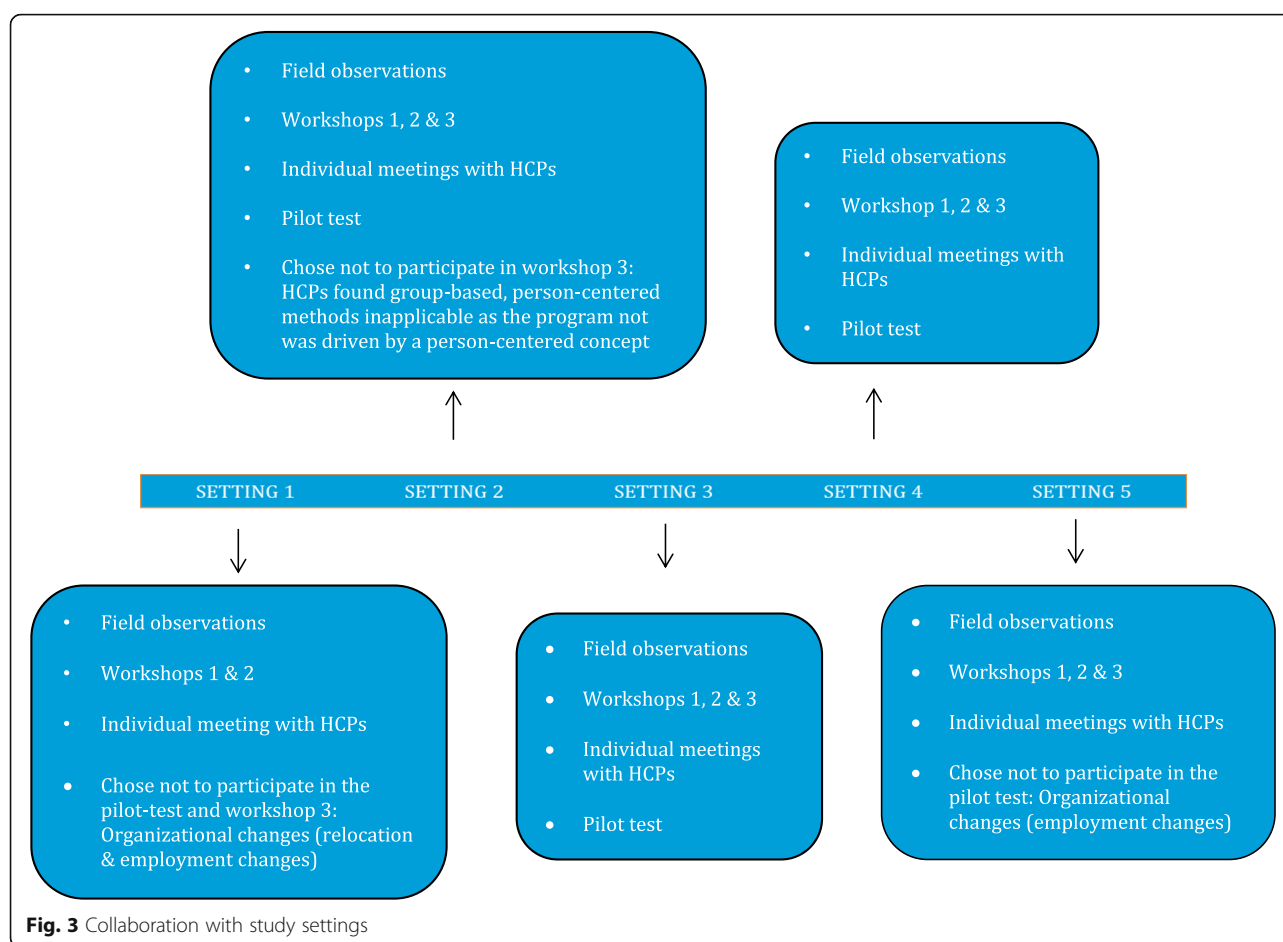 • Field observations
• Workshops 1, 2 & 3
• Individual meetings with HCPs
• Pilot test
• Chose not to participate in workshop 3:
HCPs found group-based, person-centered
methods inapplicable as the program not
was driven by a person-centered concept
• Field observations
• Workshop 1, 2 & 3
• Individual meetings with
HCPs
• Pilot test
SETTING 1 SETTING 2 SETTING 3 SETTING 4 SETTING 5
• Field observations
• Workshops 1 & 2
• Individual meeting with HCPs
• Chose not to participate in the
pilot-test and workshop 3:
Organizational changes (relocation
& employment changes)
• Field observations
• Workshops 1, 2 & 3
• Individual meetings
with HCPs
• Pilot test
• Field observations
• Workshops 1, 2 & 3
• Individual meetings with HCPs
• Chose not to participate in the
pilot test: Organizational
changes (employment changes)
Fig. 3 Collaboration with study settings